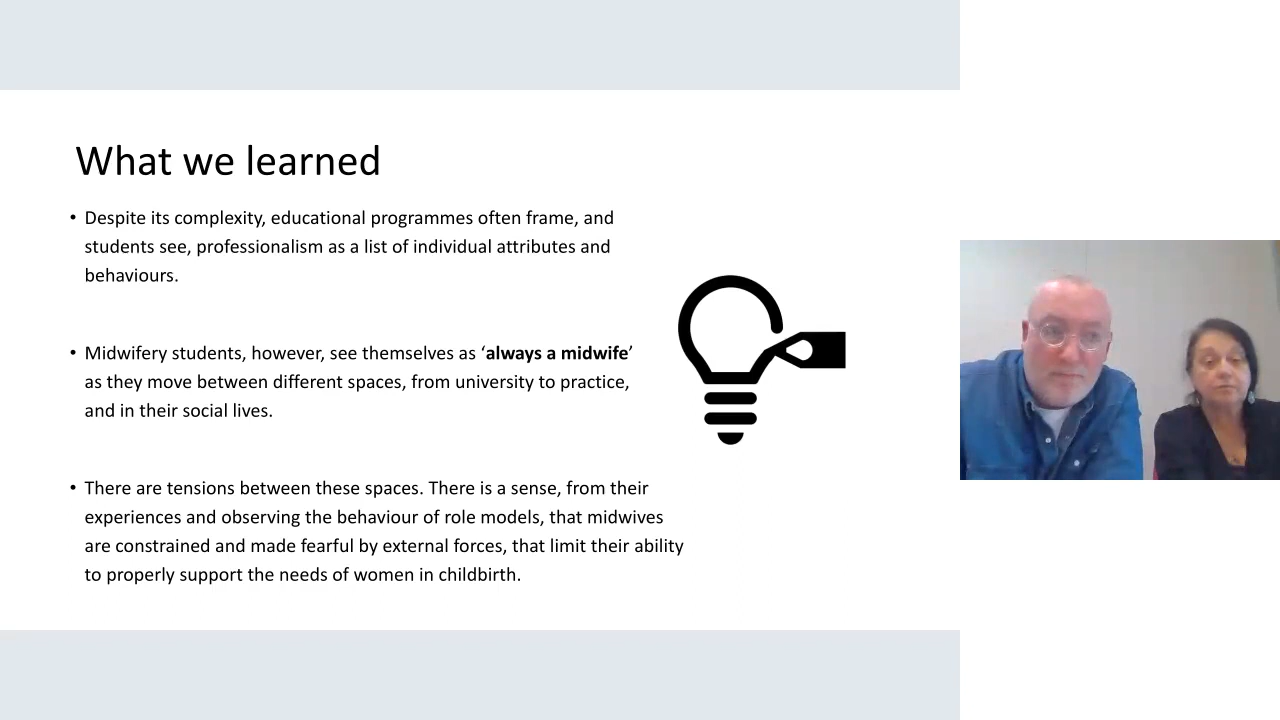 What we learned
• Despite its complexity, educational programmes often frame, and
students see, professionalism as a list of individual attributes and
behaviours.
• Midwifery students, however, see themselves as ‘always a midwife’
as they move between different spaces, from university to practice,
and in their social lives.
• There are tensions between these spaces. There is a sense, from their
experiences and observing the behaviour of role models, that midwives
are constrained and made fearful by external forces, that limit their ability
to properly support the needs of women in childbirth.